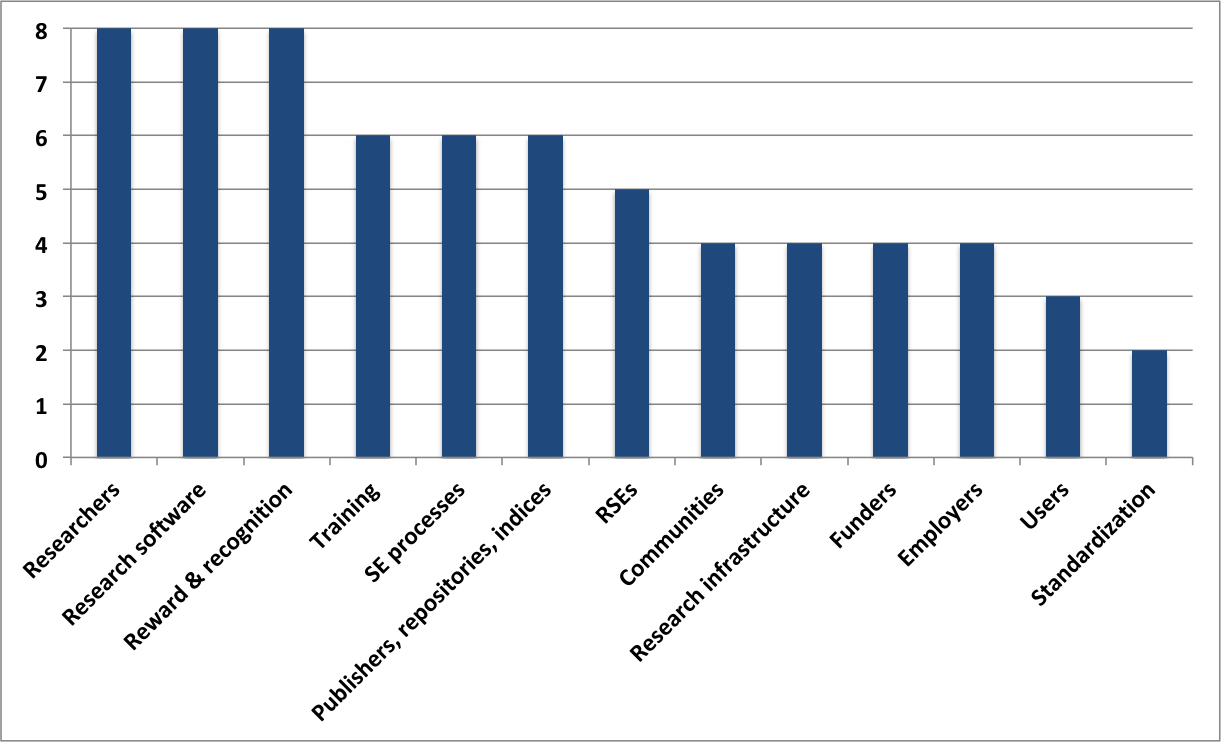 8
7
6
5
4
3
2
1
0
Researchers
Research software
Reward & recognition
Training
SE processes
Publishers, repositories, indices
RSEs
Communities
Research infrastructure
Funders
Employers
Users
Standardization